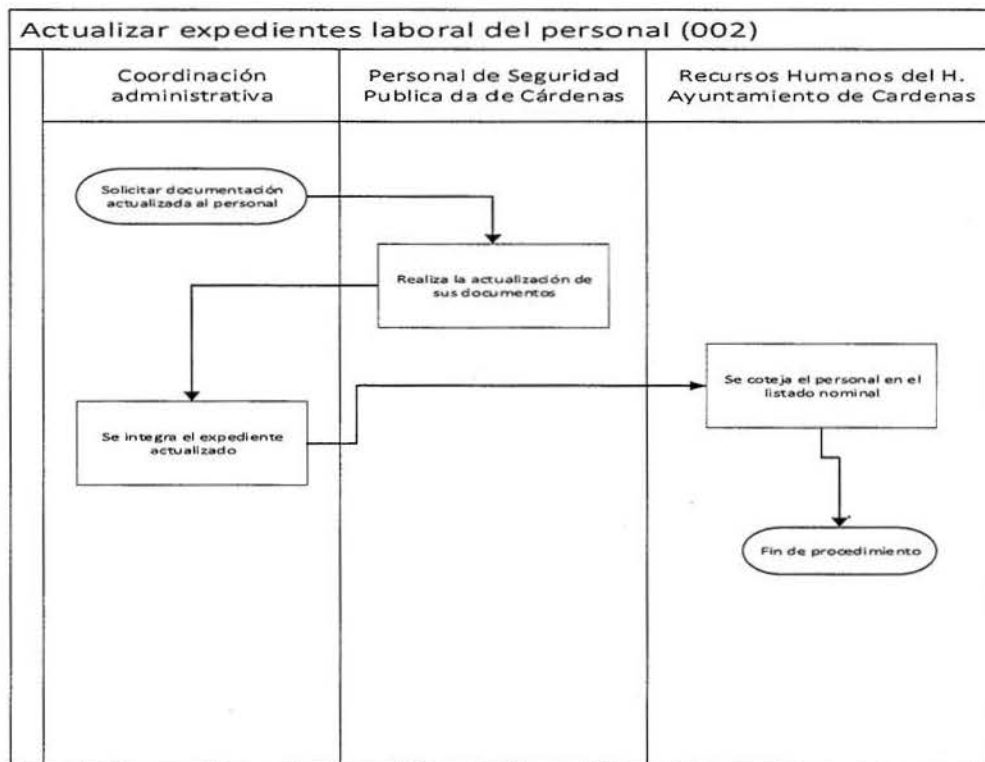 Actualizar expedientes laboral del personal (002)
Coordinación
administrativa
Personal de Seguridad
Publica da de Cárdenas
Recursos Humanos del H.
Ayuntamiento de Cardenas
Solicitar documentación
actualizada al personal
Realiza la actualización de
sus documentos
Se coteja el personal en el
listado nominal
Se integra el expediente
actualizado
Fin de procedimiento